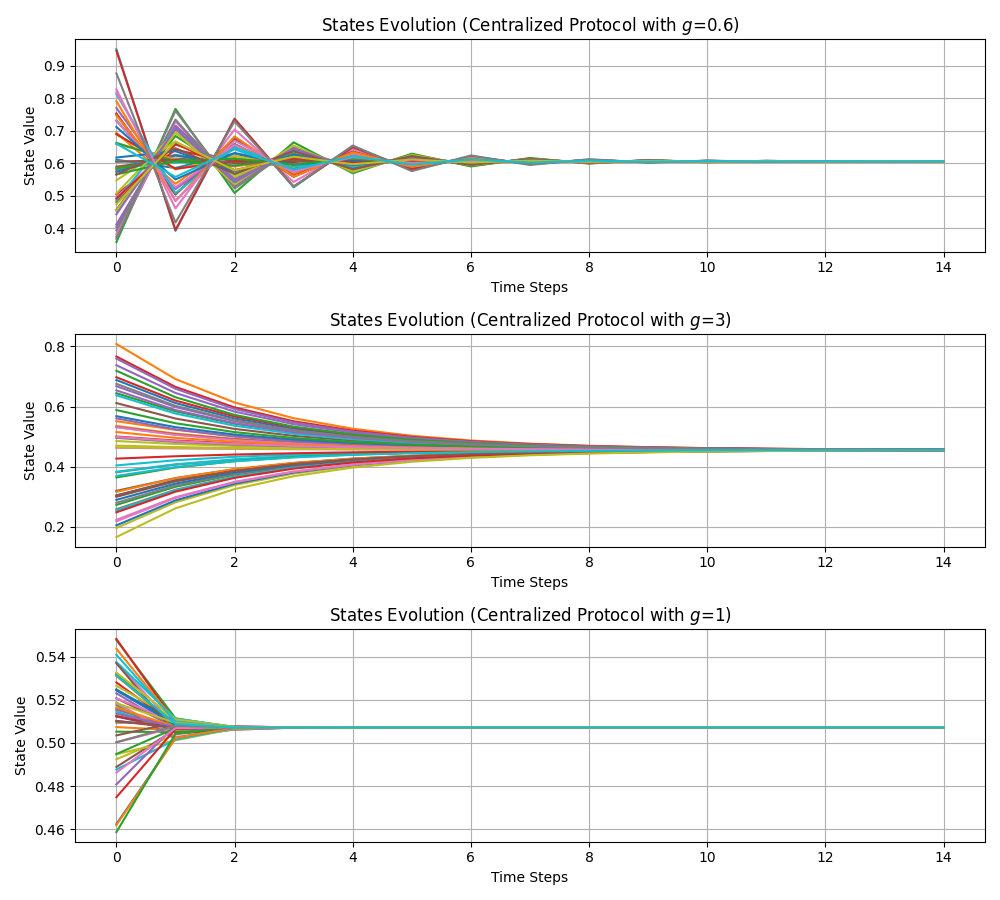 States Evolution (Centralized Protocol with g=0.6)
State Value
0.9
0.8
0.7
0.6
0.5
0.4
0 2 4 6 8 10 12 14
Time Steps
States Evolution (Centralized Protocol with g=3)
State Value
0.8
0.6
0.4
0.2
0 2 4 6 8 10 12 14
Time Steps
States Evolution (Centralized Protocol with g=1)
State Value
0.54
0.52
0.50
0.48
0.46
0 2 4 6 8 10 12 14
Time Steps